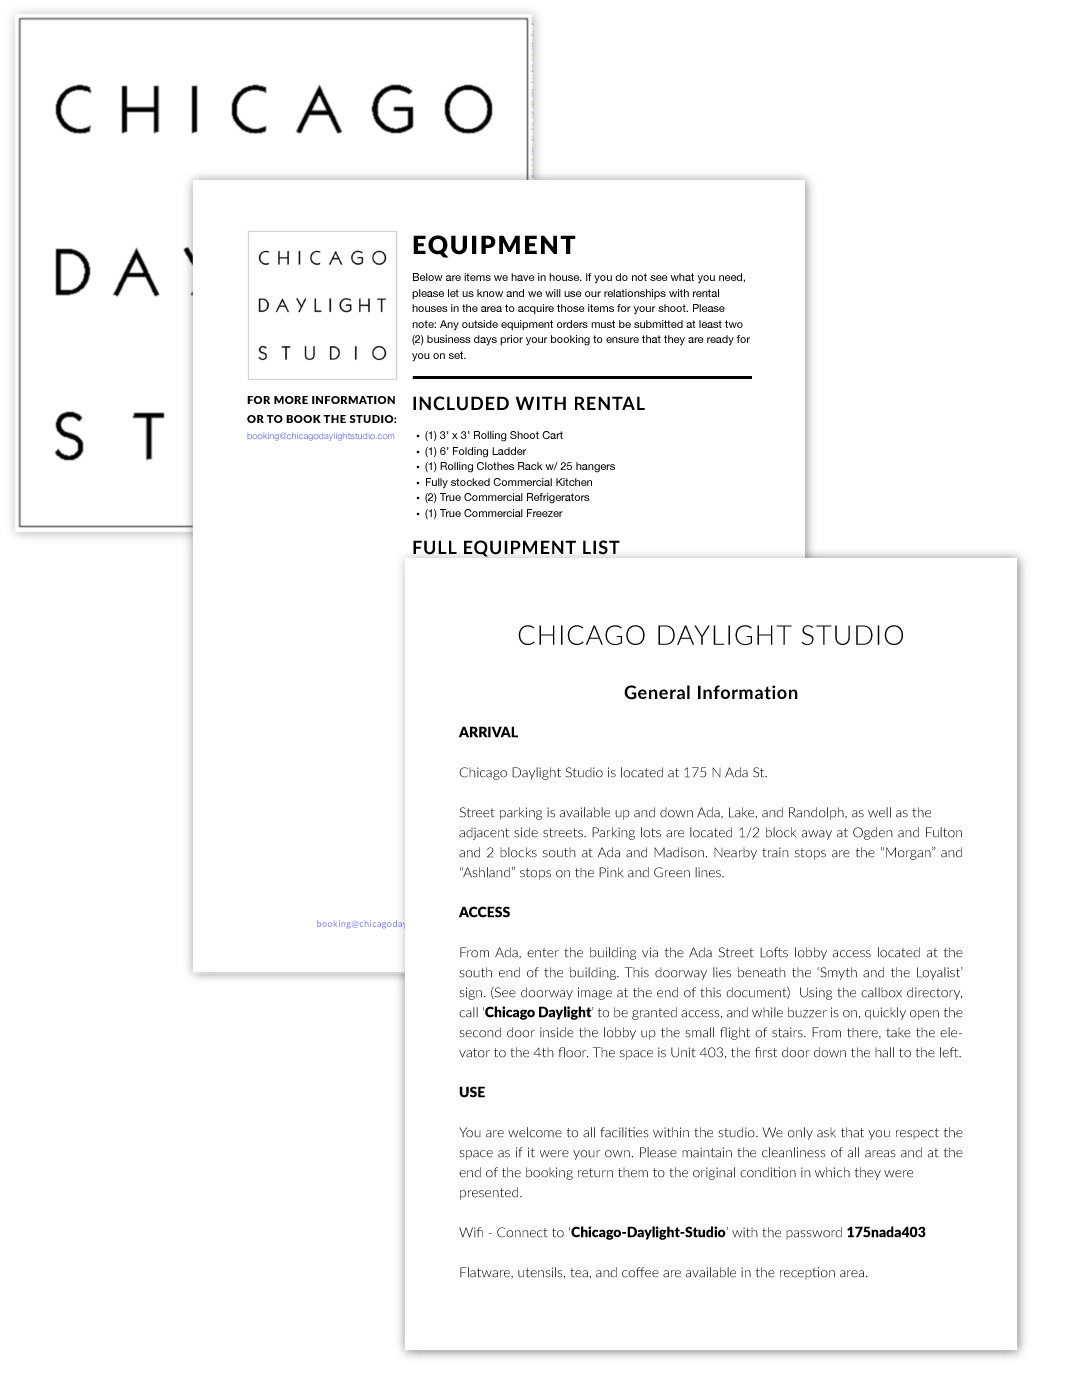 CHICAGO
DAY
ST
CHICAGO
DAYLIGHT
STUDIO
FOR MORE INFORMATION
OR TO BOOK THE STUDIO:
booking@chicagodaylightstudio.com
EQUIPMENT
Below are items we have in house. If you do not see what you need,
please let us know and we will use our relationships with rental
houses in the area to acquire those items for your shoot. Please
note: Any outside equipment orders must be submitted at least two
(2) business days prior your booking to ensure that they are ready for
you on set.
INCLUDED WITH RENTAL
• (1) 3' x 3' Rolling Shoot Cart
• (1) 6' Folding Ladder
• (1) Rolling Clothes Rack w/ 25 hangers
• Fully stocked Commercial Kitchen
• (2) True Commercial Refrigerators
• (1) True Commercial Freezer
FULL EQUIPMENT LIST
booking@chicagoday
CHICAGO DAYLIGHT STUDIO
General Information
ARRIVAL
Chicago Daylight Studio is located at 175 N Ada St.
Street parking is available up and down Ada, Lake, and Randolph, as well as the
adjacent side streets. Parking lots are located 1/2 block away at Ogden and Fulton
and 2 blocks south at Ada and Madison. Nearby train stops are the “Morgan” and
“Ashland” stops on the Pink and Green lines.
ACCESS
From Ada, enter the building via the Ada Street Lofts lobby access located at the
south end of the building. This doorway lies beneath the ‘Smyth and the Loyalist’
sign. (See doorway image at the end of this document)  Using the callbox directory,
call 'Chicago Daylight' to be granted access, and while buzzer is on, quickly open the
second door inside the lobby up the small flight of stairs. From there, take the ele-
vator to the 4th floor. The space is Unit 403, the first door down the hall to the left.
USE
You are welcome to all facilities within the studio. We only ask that you respect the
space as if it were your own. Please maintain the cleanliness of all areas and at the
end of the booking return them to the original condition in which they were
presented.
Wifi - Connect to 'Chicago-Daylight-Studio' with the password 175nada403
Flatware, utensils, tea, and coffee are available in the reception area.